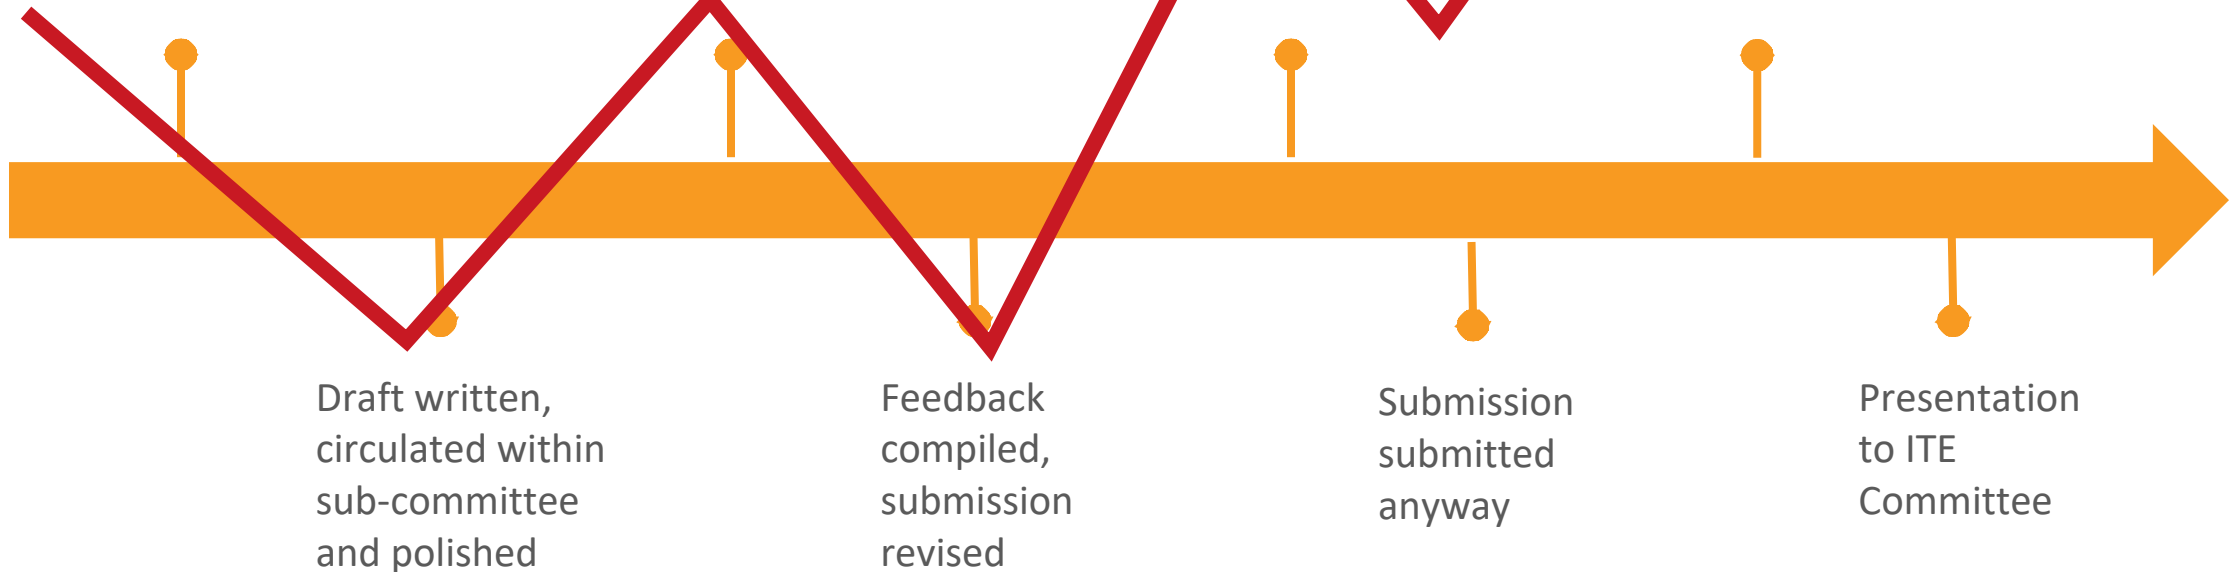 Draft written,
circulated within
sub-committee
and polished
Feedback
compiled,
submission
revised
Submission
submitted
anyway
Presentation
to ITE
Committee